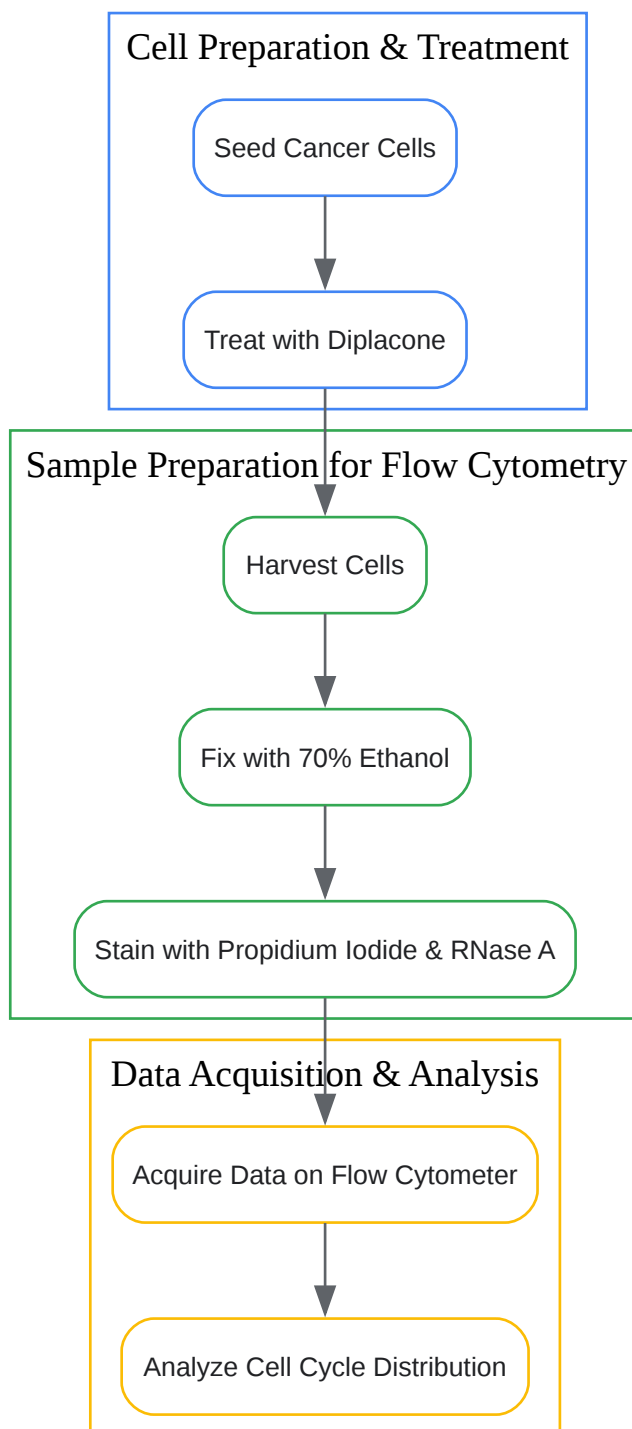 Cell Preparation & Treatment
Seed Cancer Cells
Treat with Diplacone
Sample Preparation for Flow Cytometry
Harvest Cells
Fix with 70% Ethanol
Stain with Propidium Iodide & RNase A
Data Acquisition & Analysis
Acquire Data on Flow Cytometer
Analyze Cell Cycle Distribution